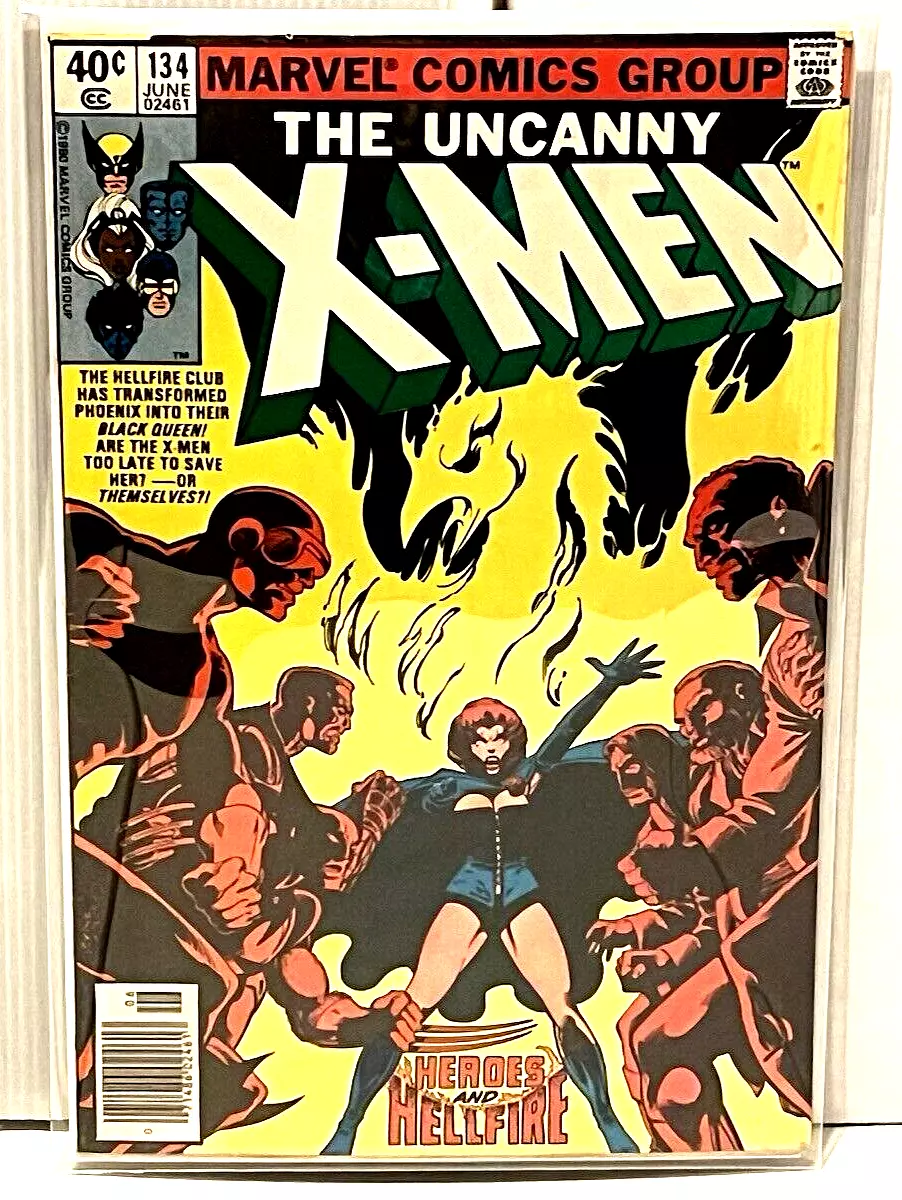 40¢
CC
134
JUNE
02461
MARVEL® COMICS GROUP
APPROVED
BY THE
COMICS
CODE
AUTHORITY
THE UNCANNY
X-MEN™
©1980 MARVEL COMICS GROUP
TM
THE HELLFIRE CLUB
HAS TRANSFORMED
PHOENIX INTO THEIR
BLACK QUEEN!
ARE THE X-MEN
TOO LATE TO SAVE
HER? —OR
THEMSELVES?!
HEROES
AND
HELLFIRE
06